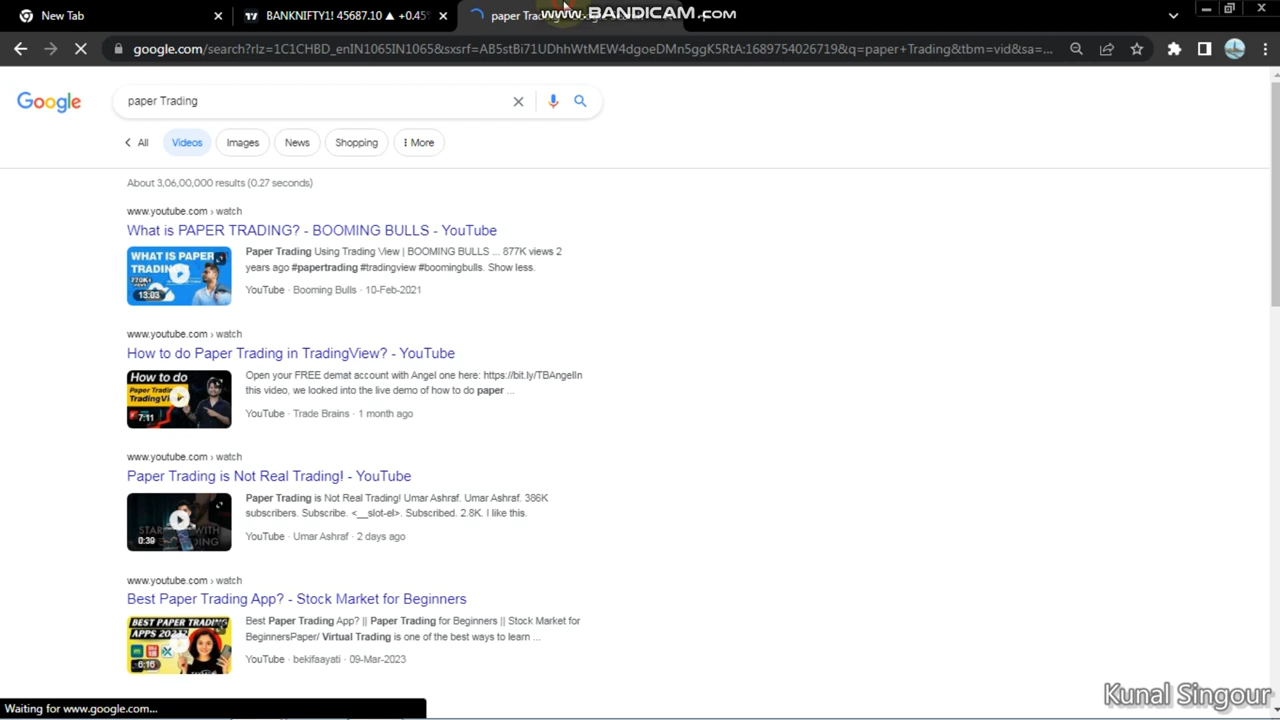 New Tab
BANKNIFTY1! 45687.10 ▲ +0.45%
paper Trad
www.BANDICAM.com
google.com/search?rlz=1C1CHBD_enIN1065IN1065&sxsrf=AB5stBi71UDhhWtMEW4dgoeDMn5ggK5RtA:1689754026719&q=paper+Trading&tbm=vid&sa=...
Google
paper Trading
All
Videos
Images
News
Shopping
More
About 3,06,00,000 results (0.27 seconds)
www.youtube.com › watch
What is PAPER TRADING? - BOOMING BULLS - YouTube
WHAT IS PAPER
TRADING
770K+
VIEWS
13:03
Paper Trading Using Trading View | BOOMING BULLS ... 877K views 2
years ago #papertrading #tradingview #boomingbulls. Show less.
YouTube · Booming Bulls · 10-Feb-2021
www.youtube.com › watch
How to do Paper Trading in TradingView? - YouTube
How to do
Paper Trading
TradingView
7:11
Open your FREE demat account with Angel one here: https://bit.ly/TBAngelIn
this video, we looked into the live demo of how to do paper ...
YouTube · Trade Brains · 1 month ago
www.youtube.com › watch
Paper Trading is Not Real Trading! - YouTube
START WITH
TRADING
0:39
Paper Trading is Not Real Trading! Umar Ashraf. Umar Ashraf. 386K
subscribers. Subscribe. <__slot-el>. Subscribed. 2.8K. I like this.
YouTube · Umar Ashraf · 2 days ago
www.youtube.com › watch
Best Paper Trading App? - Stock Market for Beginners
BEST PAPER TRADING
APPS 2023
6:16
Best Paper Trading App? || Paper Trading for Beginners || Stock Market for
BeginnersPaper/ Virtual Trading is one of the best ways to learn ...
YouTube · bekifaayati · 09-Mar-2023
Kunal Singour
Waiting for www.google.com...